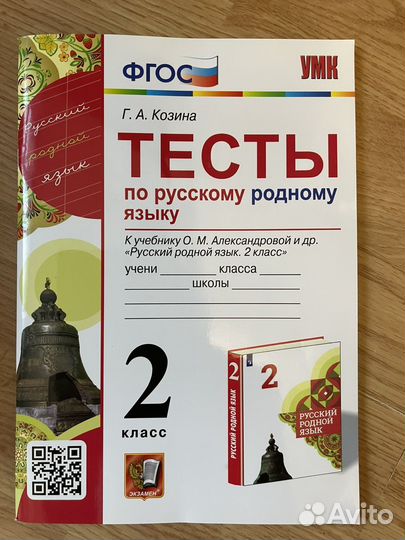 ФГОС
УМК
Русский
родной
язык
Г. А. Козина
ТЕСТЫ
по русскому родному
языку
К учебнику О. М. Александровой и др.
«Русский родной язык. 2 класс»
учени класса
школы
2
класс
РУССКИЙ РОДНОЙ ЯЗЫК
2
2
РУССКИЙ
РОДНОЙ
ЯЗЫК
ЭКЗАМЕН
Avito